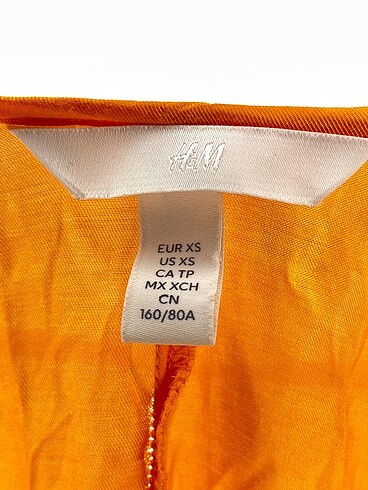 H&M
EUR XS
US XS
CA TP
MX XCH
CN
160/80A